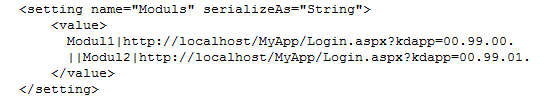 <setting name="Moduls" serializeAs="String">
<value>
Modul1|http://localhost/MyApp/Login.aspx?kdapp=00.99.00.
||Modul2|http://localhost/MyApp/Login.aspx?kdapp=00.99.01.
</value>
</setting>